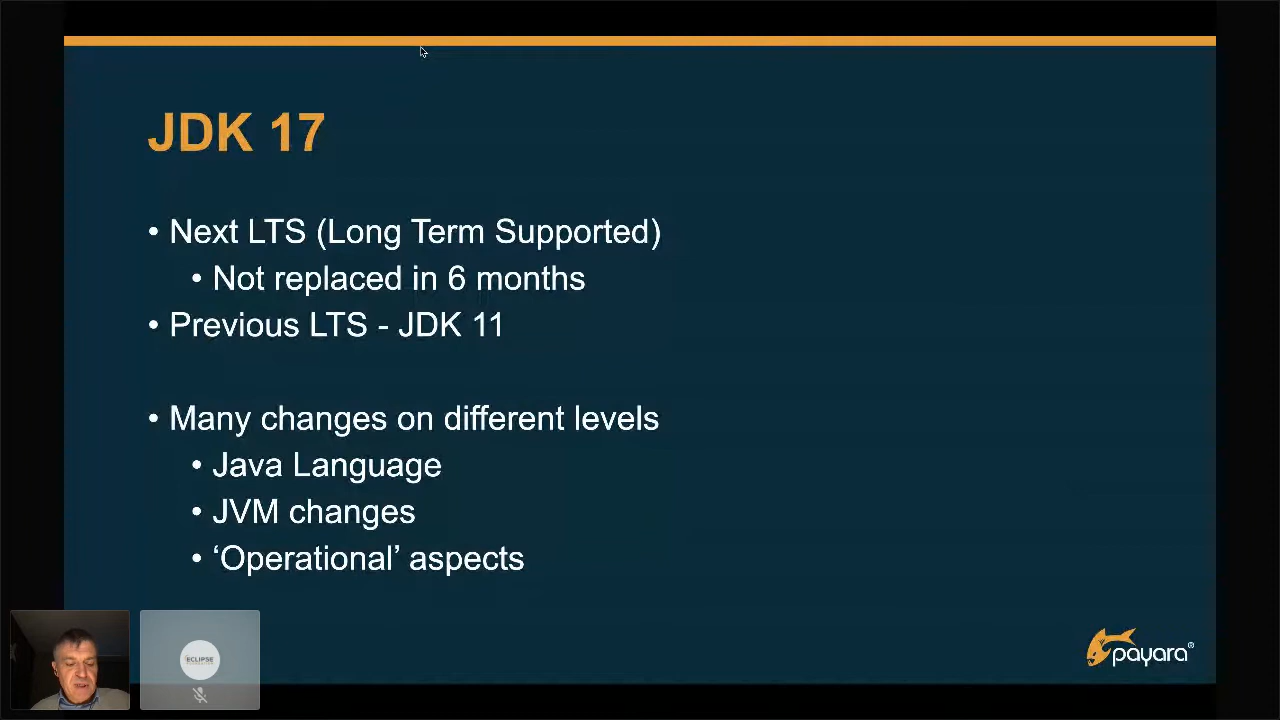 JDK 17
• Next LTS (Long Term Supported)
• Not replaced in 6 months
• Previous LTS - JDK 11
• Many changes on different levels
• Java Language
• JVM changes
• ‘Operational’ aspects
ECLIPSE
payara®